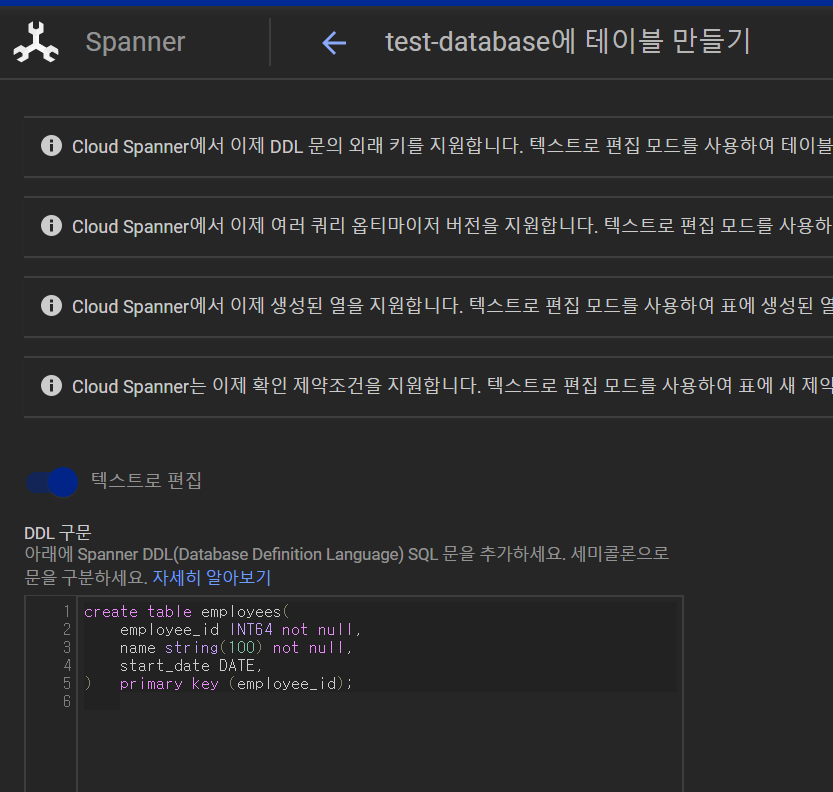 Spanner
test-database에 테이블 만들기
Cloud Spanner에서 이제 DDL 문의 외래 키를 지원합니다. 텍스트로 편집 모드를 사용하여 테이블
Cloud Spanner에서 이제 여러 쿼리 옵티마이저 버전을 지원합니다. 텍스트로 편집 모드를 사용하
Cloud Spanner에서 이제 생성된 열을 지원합니다. 텍스트로 편집 모드를 사용하여 표에 생성된 열
Cloud Spanner는 이제 확인 제약조건을 지원합니다. 텍스트로 편집 모드를 사용하여 표에 새 제약
텍스트로 편집
DDL 구문
아래에 Spanner DDL(Database Definition Language) SQL 문을 추가하세요. 세미콜론으로
문을 구분하세요. 자세히 알아보기
1 create table employees(
2 employee_id INT64 not null,
3 name string(100) not null,
4 start_date DATE,
5 ) primary key (employee_id);
6